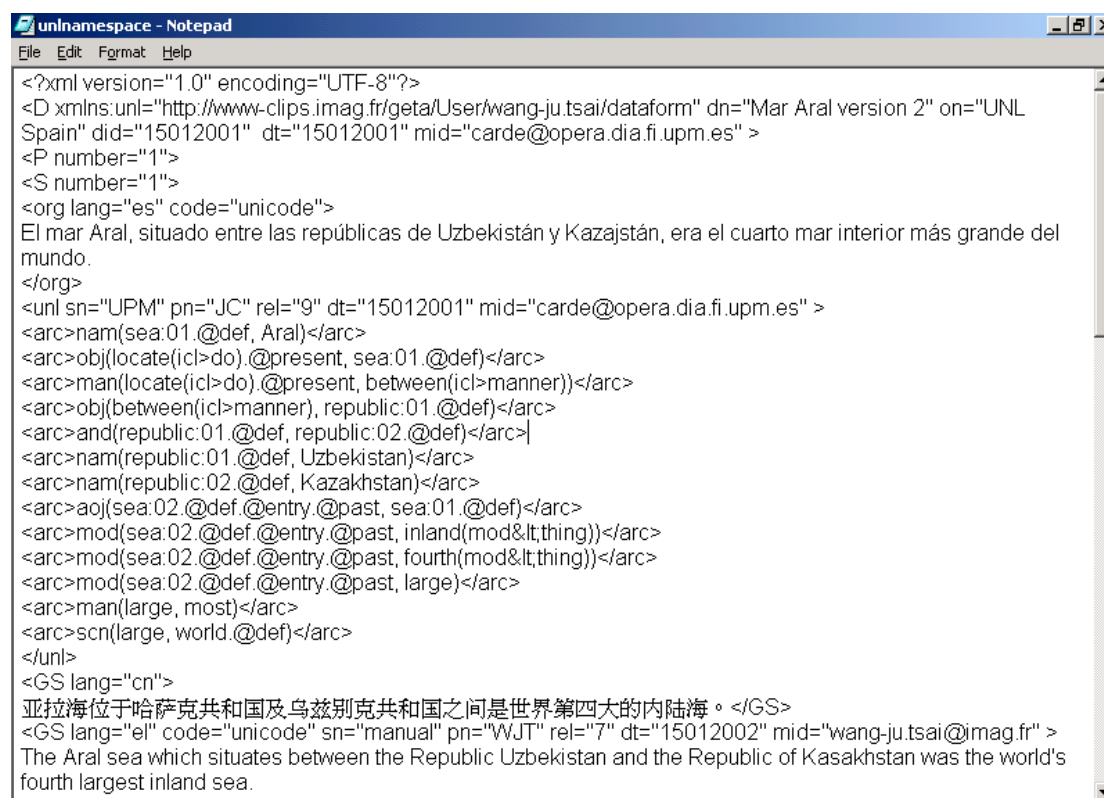 unlnamespace - Notepad
File Edit Format Help
<?xml version="1.0" encoding="UTF-8"?>
<D xmlns:unl="http://www-clips.imag.fr/geta/User/wang-ju.tsai/dataform" dn="Mar Aral version 2" on="UNL
Spain" did="15012001"  dt="15012001" mid="carde@opera.dia.fi.upm.es" >
<P number="1">
<S number="1">
<org lang="es" code="unicode">
El mar Aral, situado entre las repúblicas de Uzbekistán y Kazajstán, era el cuarto mar interior más grande del
mundo.
</org>
<unl sn="UPM" pn="JC" rel="9" dt="15012001" mid="carde@opera.dia.fi.upm.es" >
<arc>nam(sea:01.@def, Aral)</arc>
<arc>obj(locate(icl>do).@present, sea:01.@def)</arc>
<arc>man(locate(icl>do).@present, between(icl>manner))</arc>
<arc>obj(between(icl>manner), republic:01.@def)</arc>
<arc>and(republic:01.@def, republic:02.@def)</arc>
<arc>nam(republic:01.@def, Uzbekistan)</arc>
<arc>nam(republic:02.@def, Kazakhstan)</arc>
<arc>aoj(sea:02.@def.@entry.@past, sea:01.@def)</arc>
<arc>mod(sea:02.@def.@entry.@past, inland(mod&lt;thing))</arc>
<arc>mod(sea:02.@def.@entry.@past, fourth(mod&lt;thing))</arc>
<arc>mod(sea:02.@def.@entry.@past, large)</arc>
<arc>man(large, most)</arc>
<arc>scn(large, world.@def)</arc>
</unl>
<GS lang="cn">
亚拉海位于哈萨克共和国及乌兹别克共和国之间是世界第四大的内陆海。</GS>
<GS lang="el" code="unicode" sn="manual" pn="WJT" rel="7" dt="15012002" mid="wang-ju.tsai@imag.fr" >
The Aral sea which situates between the Republic Uzbekistan and the Republic of Kasakhstan was the world's
fourth largest inland sea.